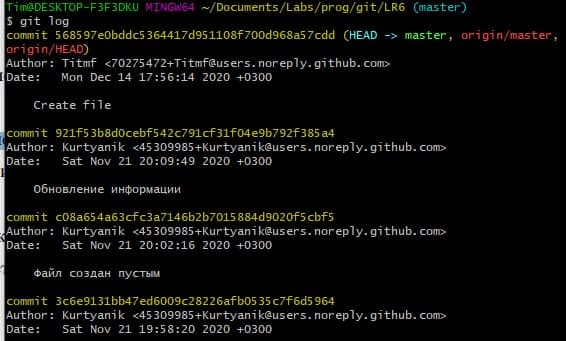 Tim@DESKTOP-F3F3DKU MINGW64 ~/Documents/Labs/prog/git/LR6 (master)
$ git log
commit 568597e0bddc5364417d951108f700d968a57cdd (HEAD -> master, origin/master,
origin/HEAD)
Author: Titmf <70275472+Titmf@users.noreply.github.com>
Date:   Mon Dec 14 17:56:14 2020 +0300
    Create file
commit 921f53b8d0cebf542c791cf31f04e9b792f385a4
Author: Kurtyanik <45309985+Kurtyanik@users.noreply.github.com>
Date:   Sat Nov 21 20:09:49 2020 +0300
    Обновление информации
commit c08a654a63cfc3a7146b2b7015884d9020f5cbf5
Author: Kurtyanik <45309985+Kurtyanik@users.noreply.github.com>
Date:   Sat Nov 21 20:02:16 2020 +0300
    Файл создан пустым
commit 3c6e9131bb47ed6009c28226afb0535c7f6d5964
Author: Kurtyanik <45309985+Kurtyanik@users.noreply.github.com>
Date:   Sat Nov 21 19:58:20 2020 +0300